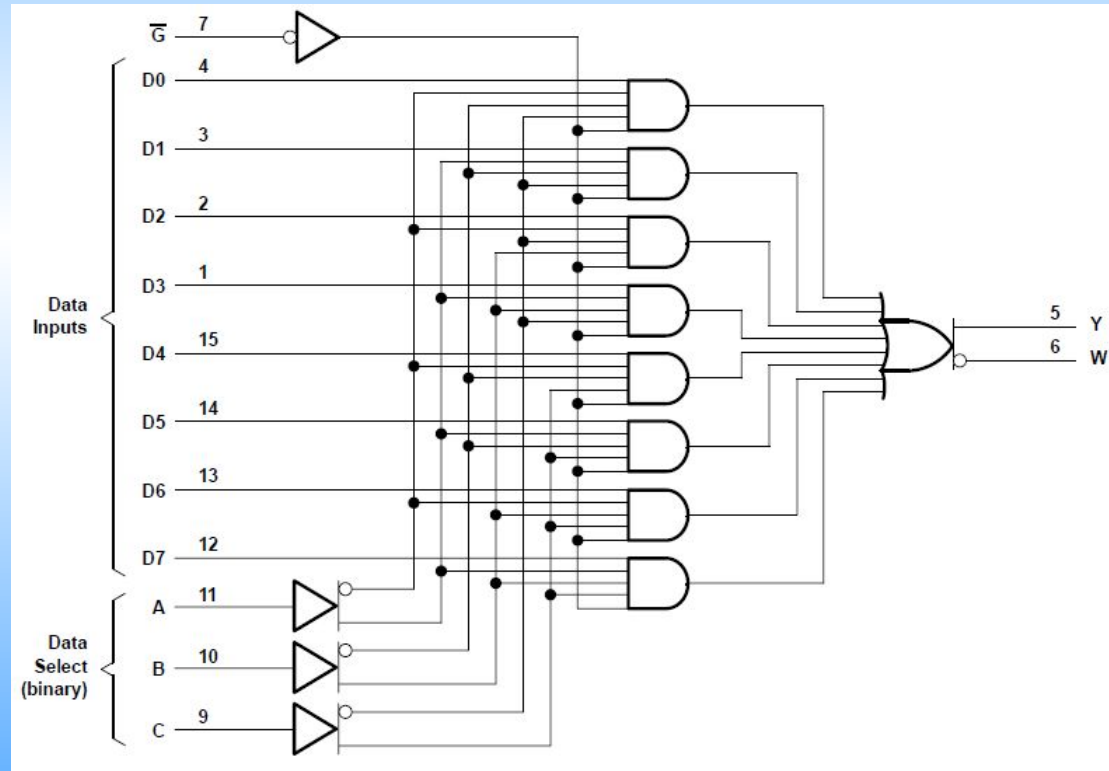 G̅ 7
D0 4
D1 3
D2 2
D3 1
Data
Inputs
D4 15
D5 14
D6 13
D7 12
A 11
Data
Select
(binary)
B 10
C 9
5 Y
6 W